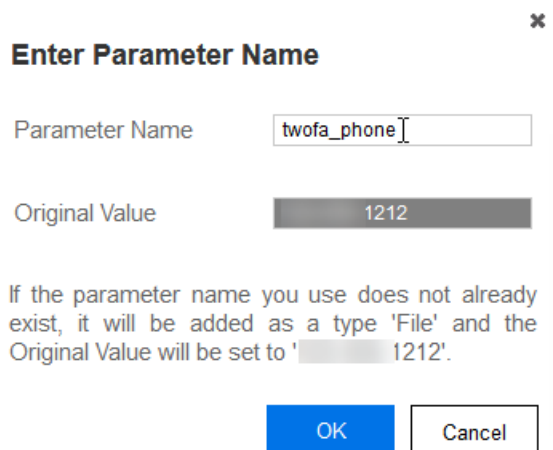 Enter Parameter Name
Parameter Name twofa_phone
Original Value 1212
If the parameter name you use does not already
exist, it will be added as a type 'File' and the
Original Value will be set to ' 1212'.
OK Cancel